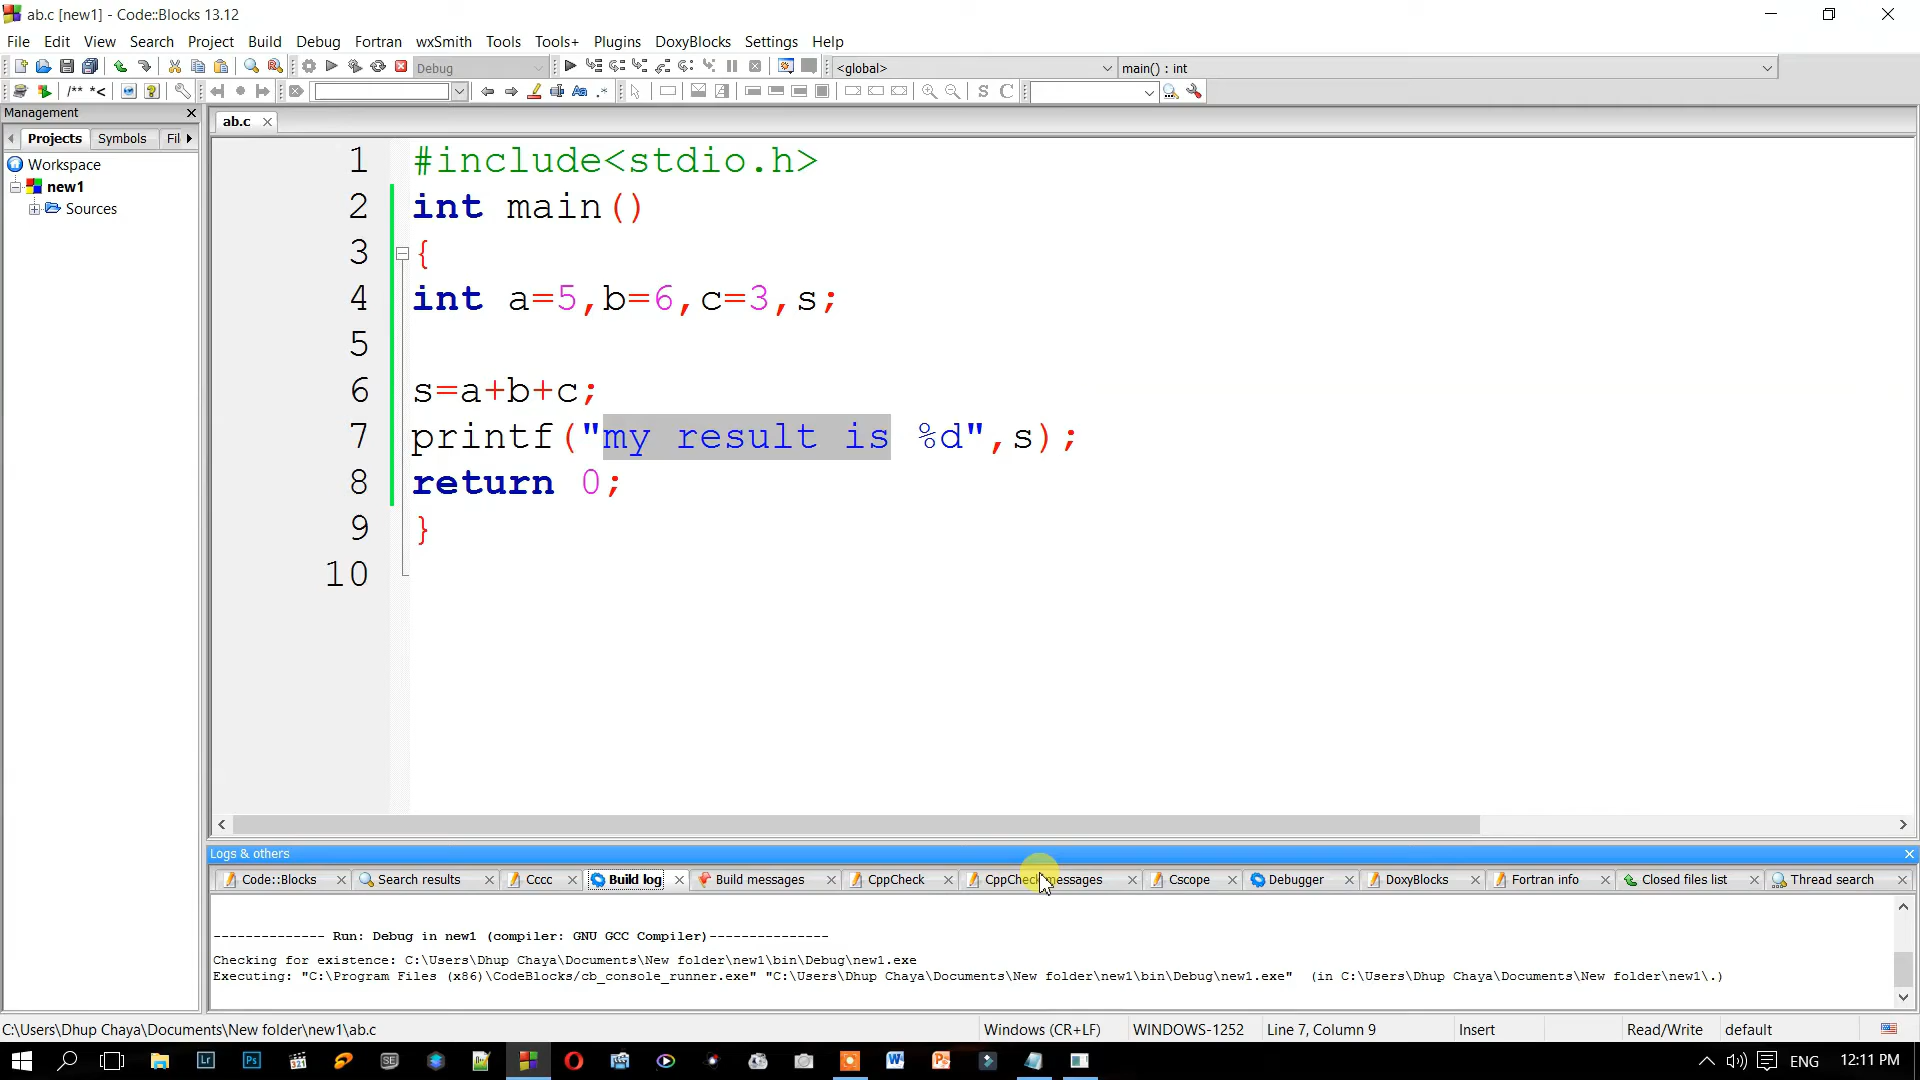 ab.c [new1] - Code::Blocks 13.12
File Edit View Search Project Build Debug Fortran wxSmith Tools Tools+ Plugins DoxyBlocks Settings Help
Debug <global> main() : int
/** *<
S C
Management
ab.c
Projects Symbols Fil
Workspace
new1
Sources
1 #include<stdio.h>
2 int main()
3 {
4 int a=5,b=6,c=3,s;
5
6 s=a+b+c;
7 printf("my result is %d",s);
8 return 0;
9 }
10
Logs & others
Code::Blocks Search results Cccc Build log Build messages CppCheck CppCheck messages Cscope Debugger DoxyBlocks Fortran info Closed files list Thread search
-------------- Run: Debug in new1 (compiler: GNU GCC Compiler)---------------
Checking for existence: C:\Users\Dhup Chaya\Documents\New folder\new1\bin\Debug\new1.exe
Executing: "C:\Program Files (x86)\CodeBlocks/cb_console_runner.exe" "C:\Users\Dhup Chaya\Documents\New folder\new1\bin\Debug\new1.exe"  (in C:\Users\Dhup Chaya\Documents\New folder\new1\.)
C:\Users\Dhup Chaya\Documents\New folder\new1\ab.c Windows (CR+LF) WINDOWS-1252 Line 7, Column 9 Insert Read/Write default
Lr Ps SE W P ENG 12:11 PM